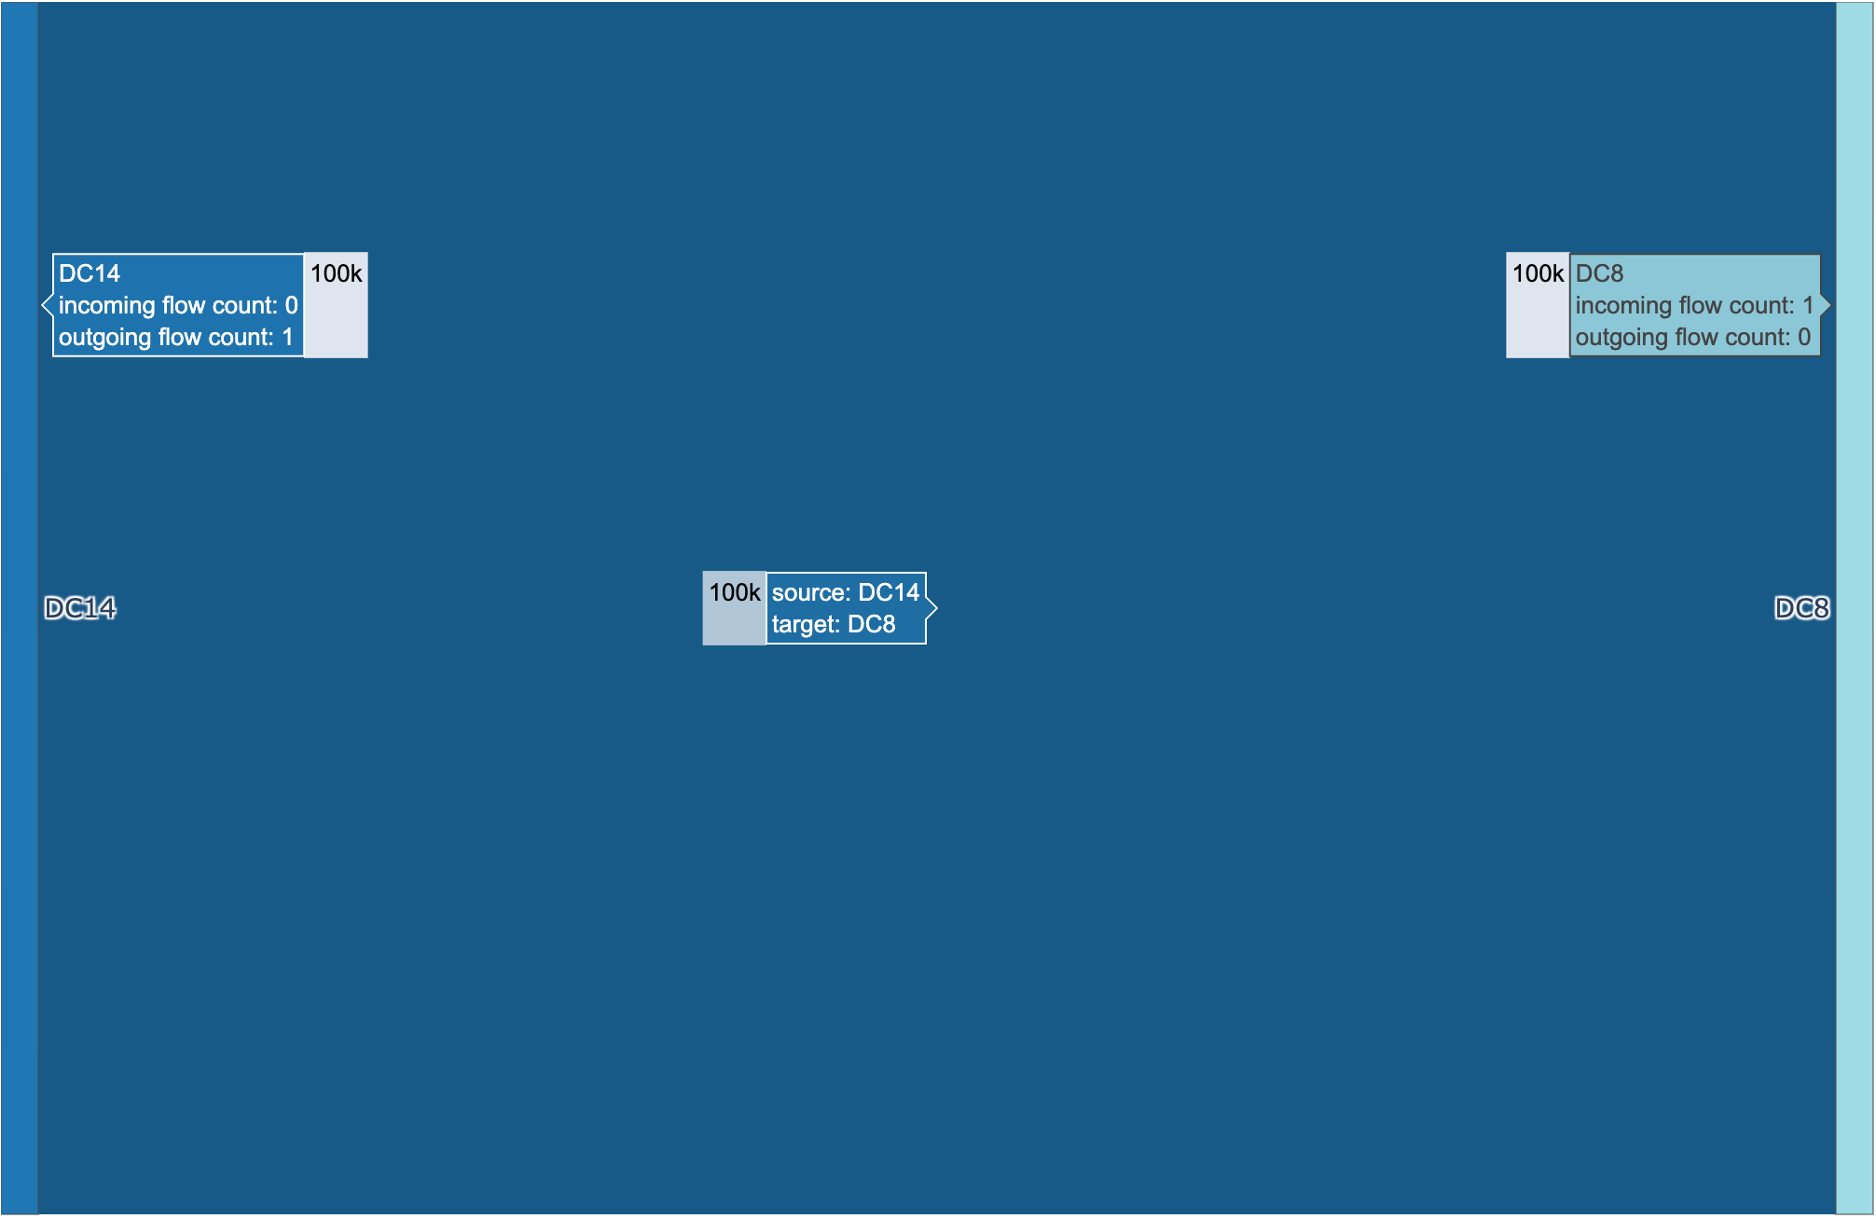 DC14
incoming flow count: 0
outgoing flow count: 1
100k
100k
DC8
incoming flow count: 1
outgoing flow count: 0
100k
source: DC14
target: DC8
DC14
DC8